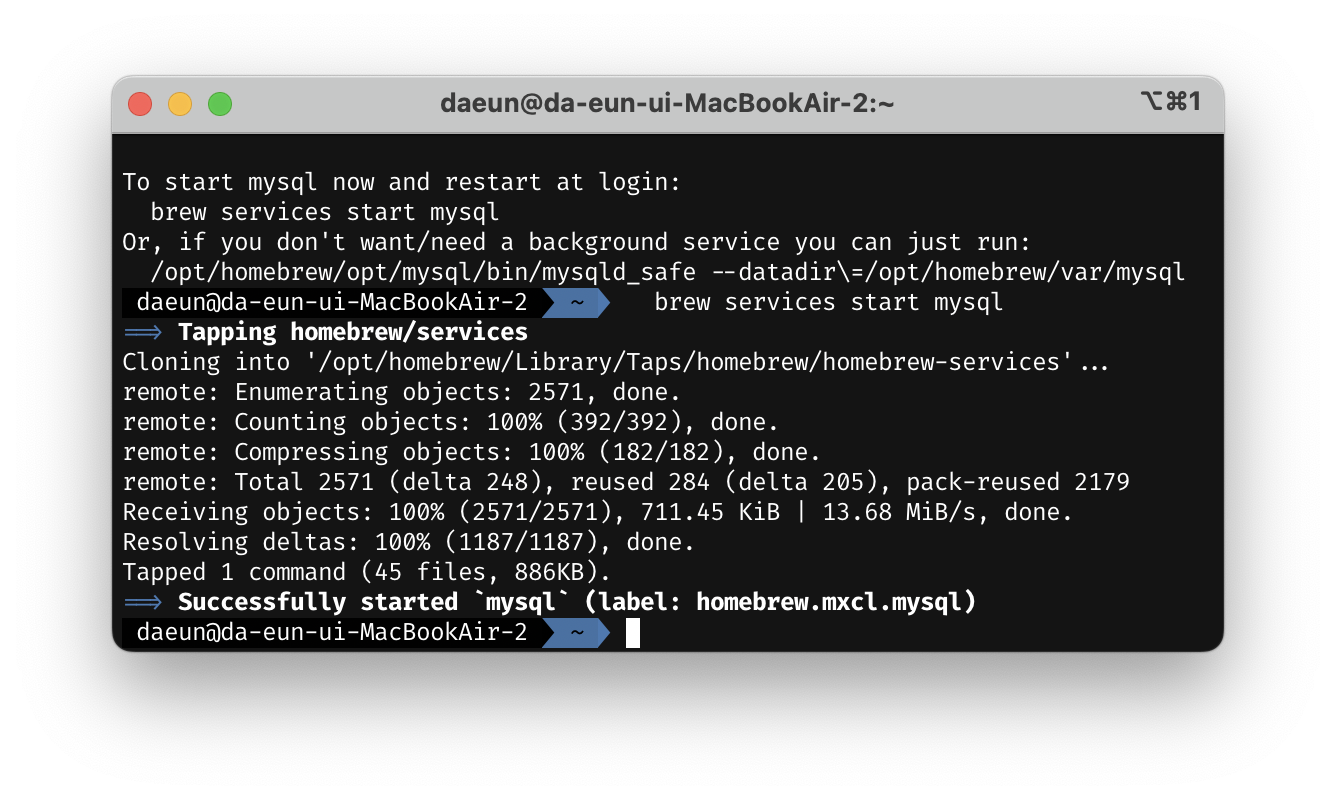 daeun@da-eun-ui-MacBookAir-2:~ ⌥⌘1
To start mysql now and restart at login:
  brew services start mysql
Or, if you don't want/need a background service you can just run:
  /opt/homebrew/opt/mysql/bin/mysqld_safe --datadir\=/opt/homebrew/var/mysql
daeun@da-eun-ui-MacBookAir-2 ~ brew services start mysql
==> Tapping homebrew/services
Cloning into '/opt/homebrew/Library/Taps/homebrew/homebrew-services'...
remote: Enumerating objects: 2571, done.
remote: Counting objects: 100% (392/392), done.
remote: Compressing objects: 100% (182/182), done.
remote: Total 2571 (delta 248), reused 284 (delta 205), pack-reused 2179
Receiving objects: 100% (2571/2571), 711.45 KiB | 13.68 MiB/s, done.
Resolving deltas: 100% (1187/1187), done.
Tapped 1 command (45 files, 886KB).
==> Successfully started `mysql` (label: homebrew.mxcl.mysql)
daeun@da-eun-ui-MacBookAir-2 ~